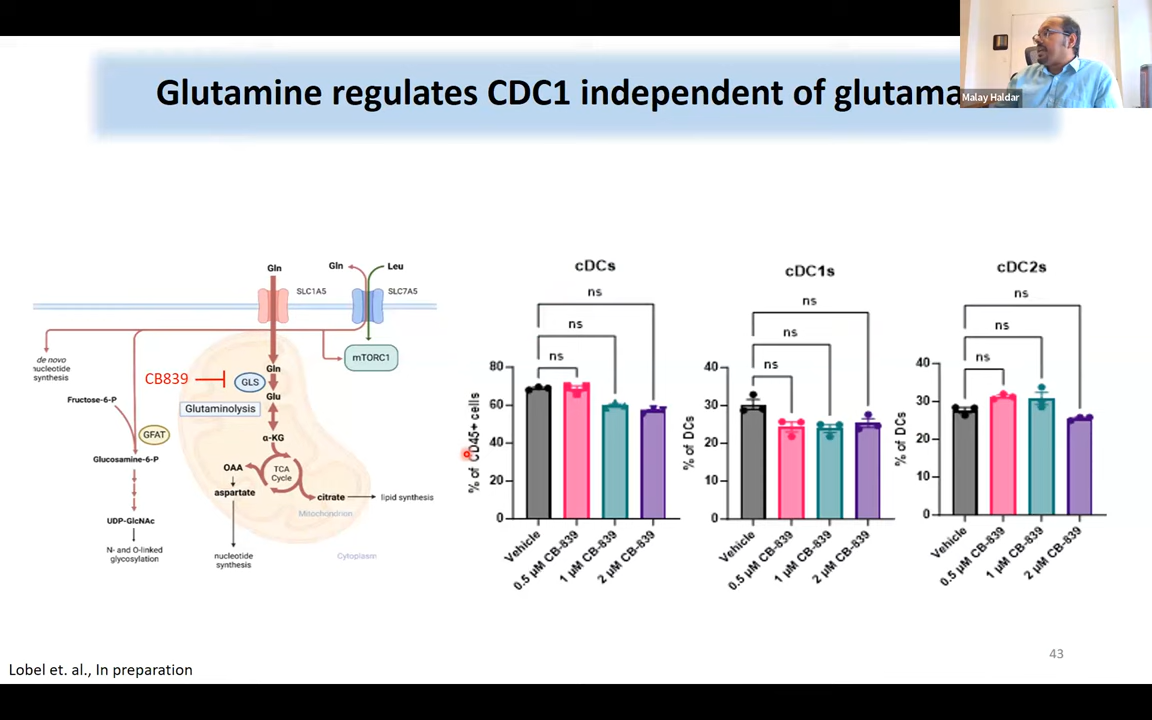 Glutamine regulates CDC1 independent of glutama
Malay Haldar
Gln
Gln
Leu
SLC1A5
SLC7A5
de novo
nucleotide
synthesis
mTORC1
Gln
CB839
GLS
Glu
Fructose-6-P
Glutaminolysis
GFAT
α-KG
Glucosamine-6-P
OAA
TCA
Cycle
aspartate
citrate
lipid synthesis
Mitochondrion
UDP-GlcNAc
N- and O-linked
glycosylation
nucleotide
synthesis
Cytoplasm
cDCs
ns
ns
ns
% of CD45+ cells
80
60
40
20
0
Vehicle
0.5 µM CB-839
1 µM CB-839
2 µM CB-839
cDC1s
ns
ns
ns
% of DCs
40
30
20
10
0
Vehicle
0.5 µM CB-839
1 µM CB-839
2 µM CB-839
cDC2s
ns
ns
ns
% of DCs
40
30
20
10
0
Vehicle
0.5 µM CB-839
1 µM CB-839
2 µM CB-839
43
Lobel et. al., In preparation